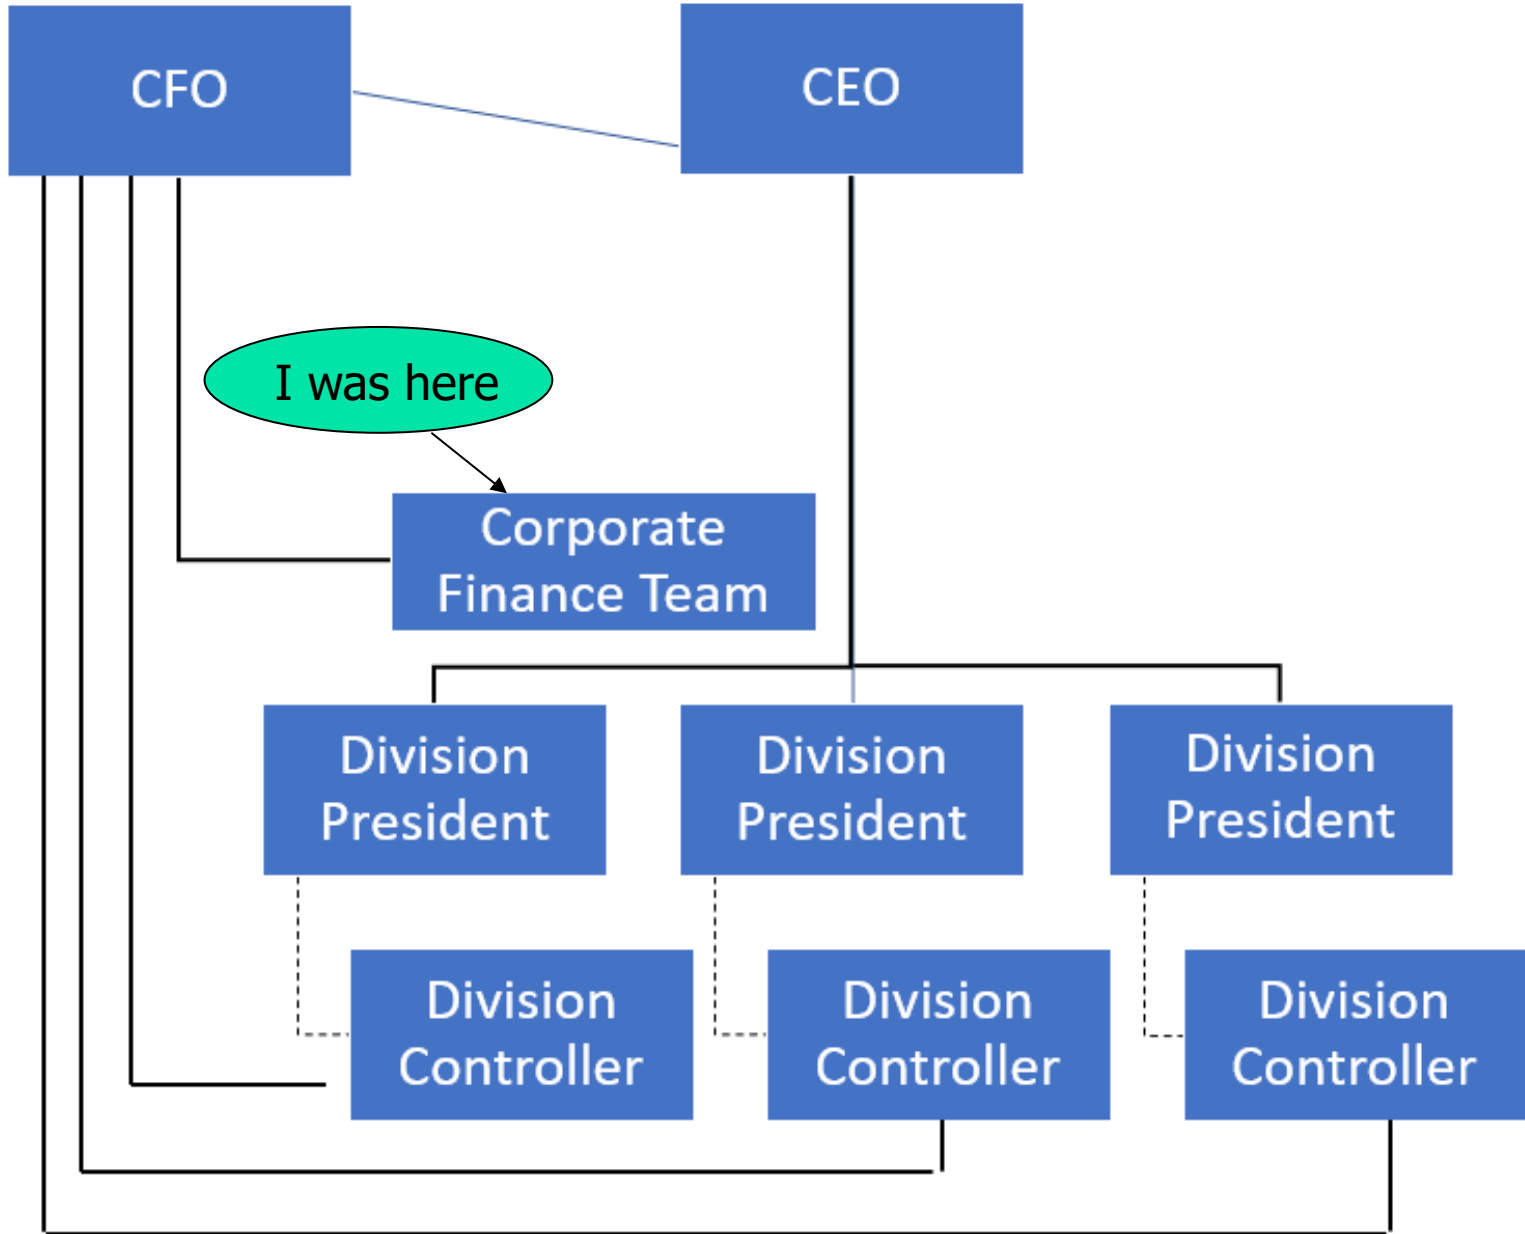 CFO
CEO
I was here
Corporate
Finance Team
Division
President
Division
President
Division
President
Division
Controller
Division
Controller
Division
Controller